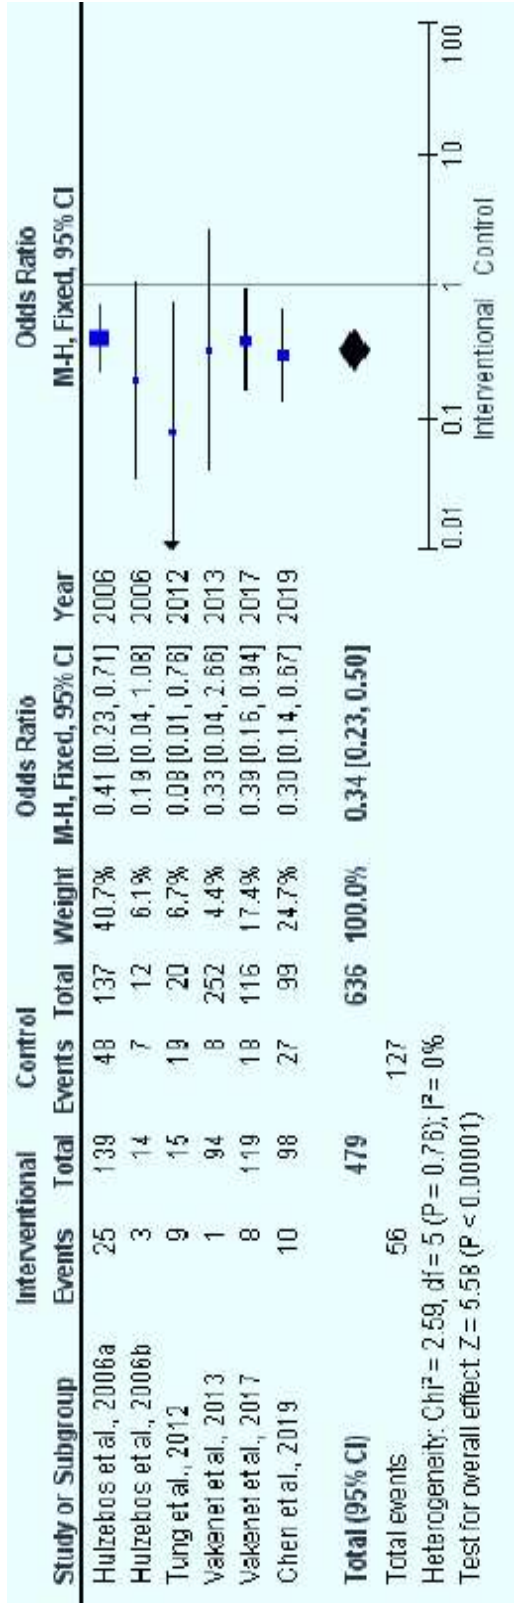 Interventional Control Odds Ratio Odds Ratio
Study or Subgroup Events Total Events Total Weight M-H, Fixed, 95% CI Year M-H, Fixed, 95% CI
Hulzebos et al., 2006a 25 139 48 137 40.7% 0.41 [0.23, 0.71] 2006
Hulzebos et al., 2006b 3 14 7 12 6.1% 0.19 [0.04, 1.08] 2006
Tung et al., 2012 9 15 19 20 6.7% 0.08 [0.01, 0.76] 2012
Vakenet et al., 2013 1 94 8 252 4.4% 0.33 [0.04, 2.66] 2013
Vakenet et al., 2017 8 119 18 116 17.4% 0.39 [0.16, 0.94] 2017
Chen et al., 2019 10 98 27 99 24.7% 0.30 [0.14, 0.67] 2019
Total (95% CI) 479 636 100.0% 0.34 [0.23, 0.50]
Total events 56 127
Heterogeneity: Chi² = 2.59, df = 5 (P = 0.76); I² = 0%
Test for overall effect: Z = 5.58 (P < 0.00001)
0.01 0.1 1 10 100
Interventional Control